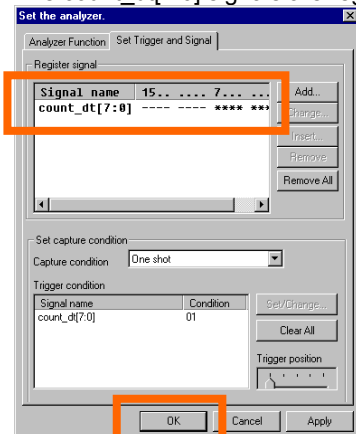 Set the analyzer.
Analyzer Function Set Trigger and Signal
Register signal
Signal name 15.. .... 7... ...
count_dt[7:0] ---- ---- **** ***
Add...
Change...
Insert...
Remove
Remove All
Set capture condition
Capture condition One shot
Trigger condition
Signal name Condition
count_dt[7:0] 01
Set/Change...
Clear All
Trigger position
OK Cancel Apply